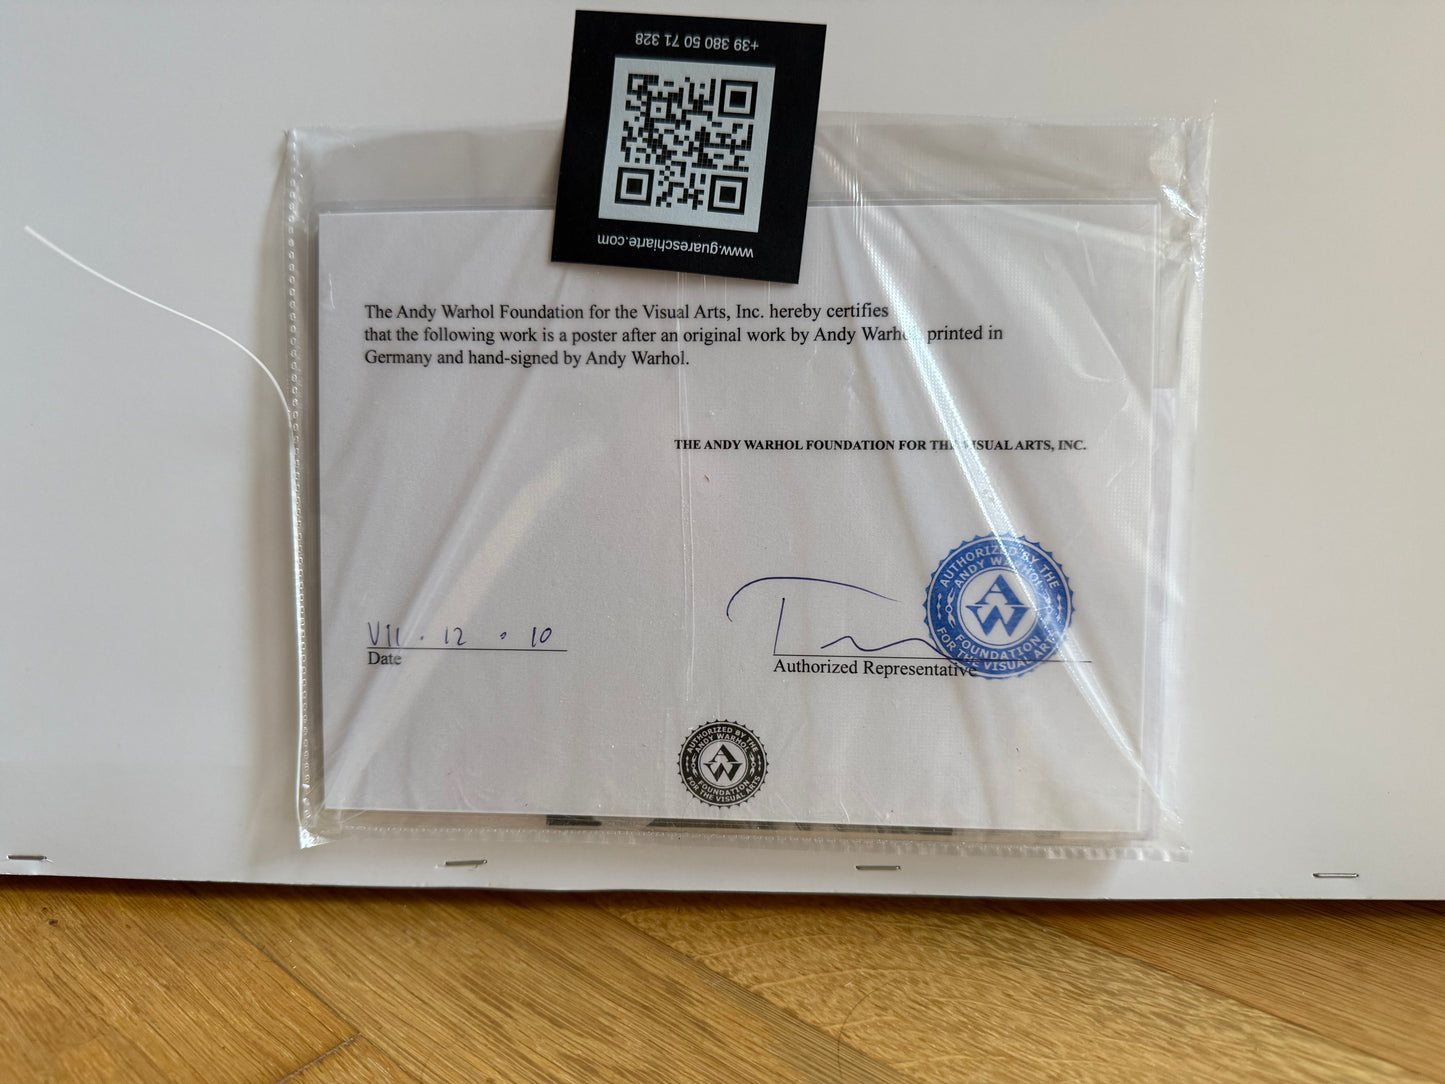 +39 380 50 71 328
www.guareschiarte.com
The Andy Warhol Foundation for the Visual Arts, Inc. hereby certifies
that the following work is a poster after an original work by Andy Warhol, printed in
Germany and hand-signed by Andy Warhol.
THE ANDY WARHOL FOUNDATION FOR THE VISUAL ARTS, INC.
VII · 12 · 10
Date
Authorized Representative
AUTHORIZED BY THE
ANDY WARHOL
AW
FOUNDATION
FOR THE VISUAL ARTS
AUTHORIZED BY THE
ANDY WARHOL
AW
FOUNDATION
FOR THE VISUAL ARTS